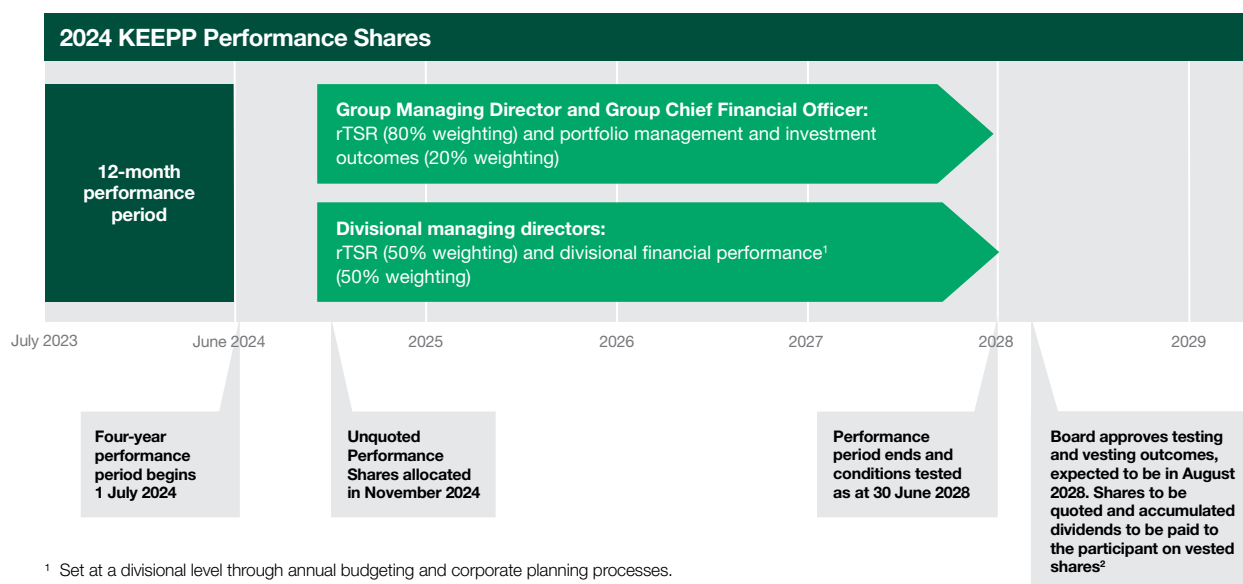 2024 KEEPP Performance Shares
12-month
performance
period
Group Managing Director and Group Chief Financial Officer:
rTSR (80% weighting) and portfolio management and investment
outcomes (20% weighting)
Divisional managing directors:
rTSR (50% weighting) and divisional financial performance¹
(50% weighting)
July 2023
June 2024
2025
2026
2027
2028
2029
Four-year
performance
period begins
1 July 2024
Unquoted
Performance
Shares allocated
in November 2024
Performance
period ends and
conditions tested
as at 30 June 2028
Board approves testing
and vesting outcomes,
expected to be in August
2028. Shares to be
quoted and accumulated
dividends to be paid to
the participant on vested
shares²
¹ Set at a divisional level through annual budgeting and corporate planning processes.